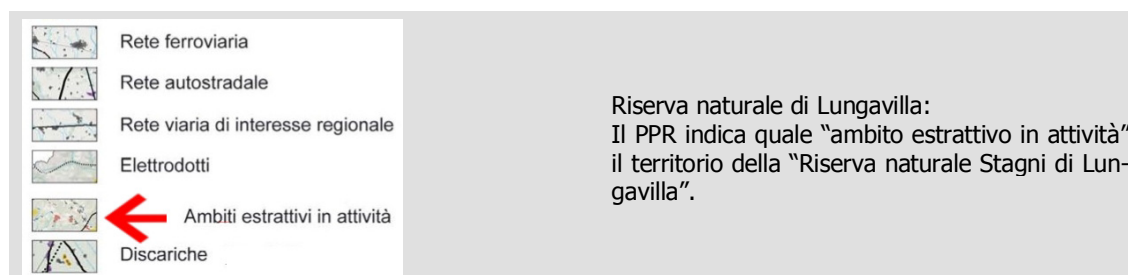 Rete ferroviaria
Rete autostradale
Rete viaria di interesse regionale
Elettrodotti
Ambiti estrattivi in attività
Discariche
Riserva naturale di Lungavilla:
Il PPR indica quale “ambito estrattivo in attività”
il territorio della “Riserva naturale Stagni di Lun-
gavilla”.